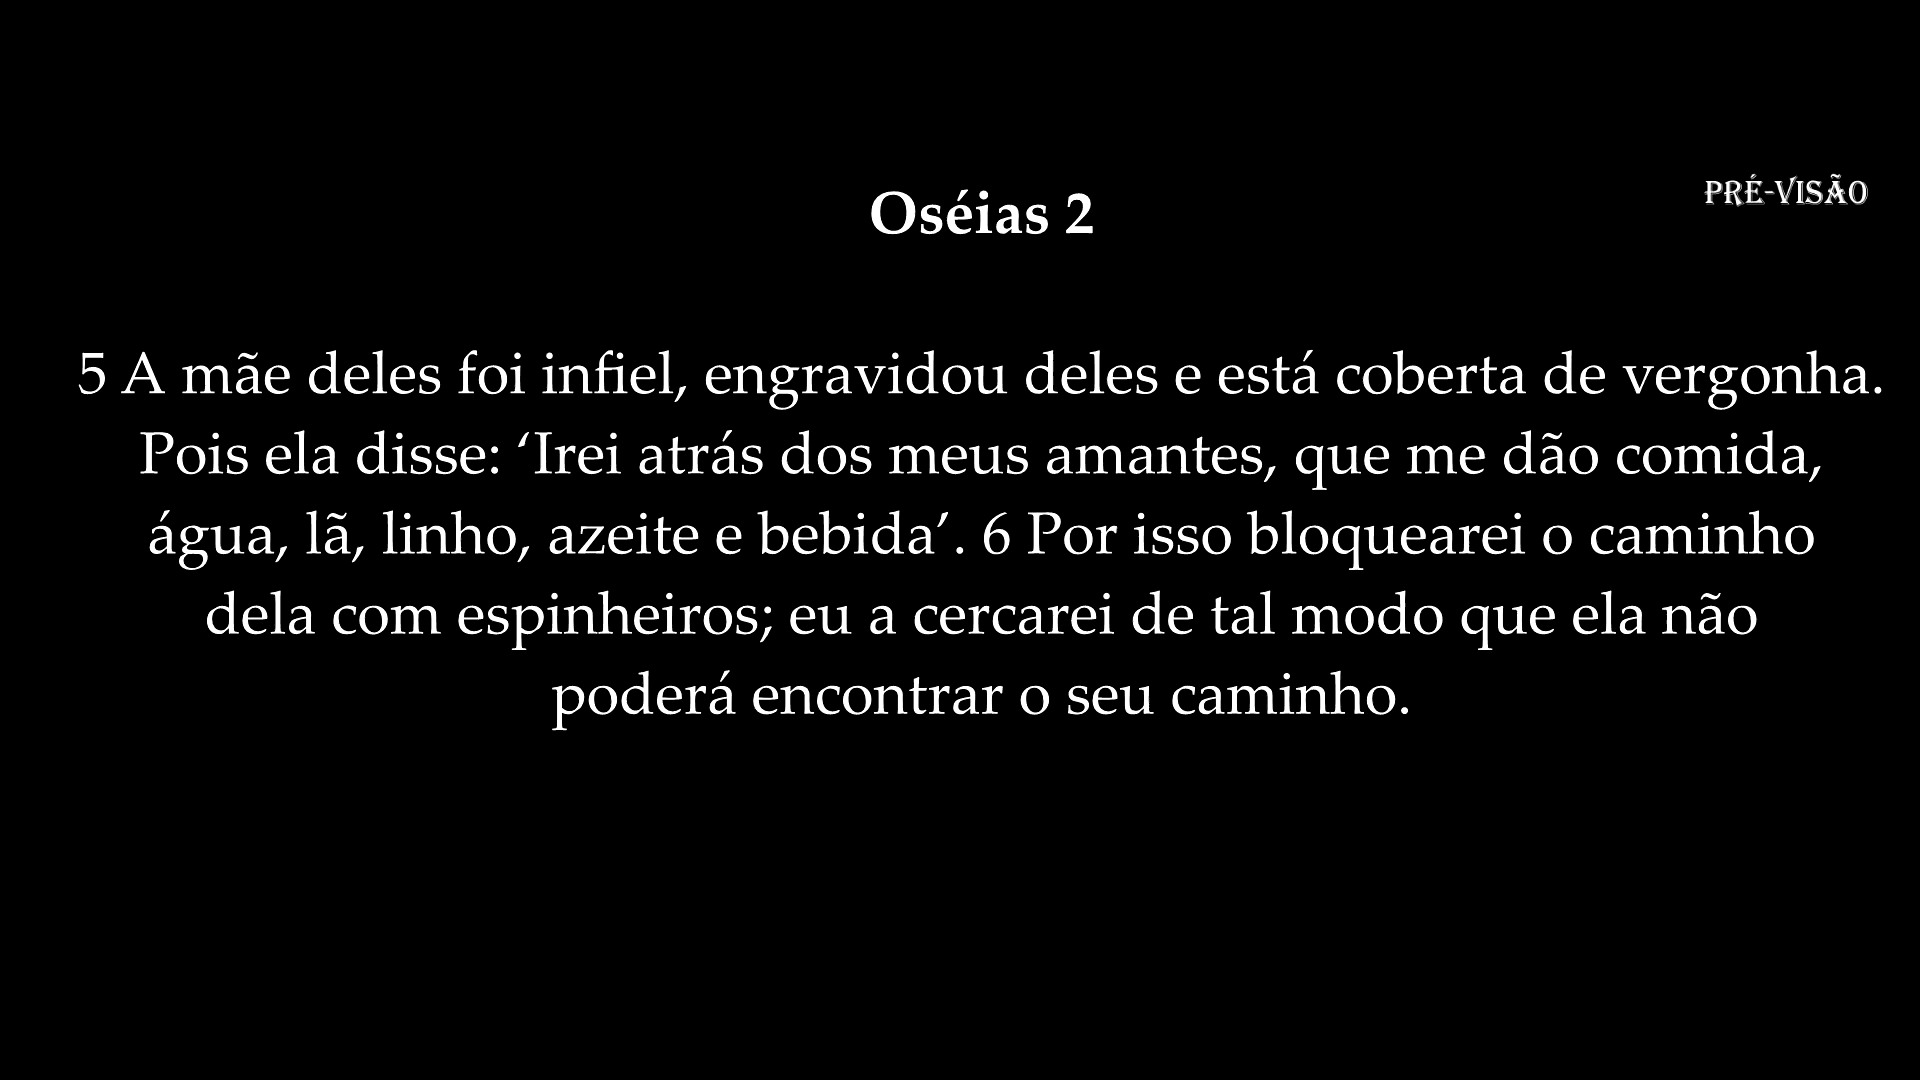 Oséias 2
PRÉ-VISÃO
5 A mãe deles foi infiel, engravidou deles e está coberta de vergonha.
Pois ela disse: ‘Irei atrás dos meus amantes, que me dão comida,
água, lã, linho, azeite e bebida’. 6 Por isso bloquearei o caminho
dela com espinheiros; eu a cercarei de tal modo que ela não
poderá encontrar o seu caminho.